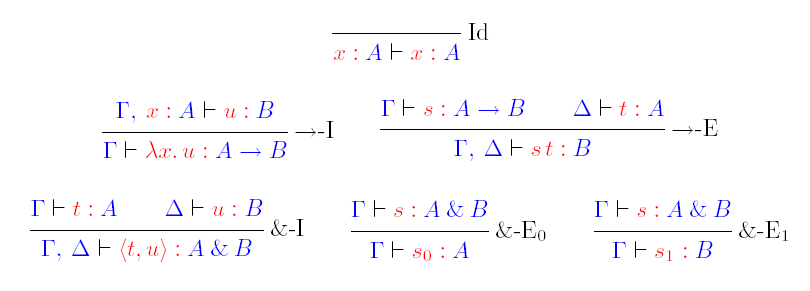 x : A ⊢ x : A Id
Γ, x : A ⊢ u : B
Γ ⊢ λx. u : A → B →-I
Γ ⊢ s : A → B Δ ⊢ t : A
Γ, Δ ⊢ s t : B →-E
Γ ⊢ t : A Δ ⊢ u : B
Γ, Δ ⊢ ⟨t, u⟩ : A & B &-I
Γ ⊢ s : A & B
Γ ⊢ s₀ : A &-E₀
Γ ⊢ s : A & B
Γ ⊢ s₁ : B &-E₁